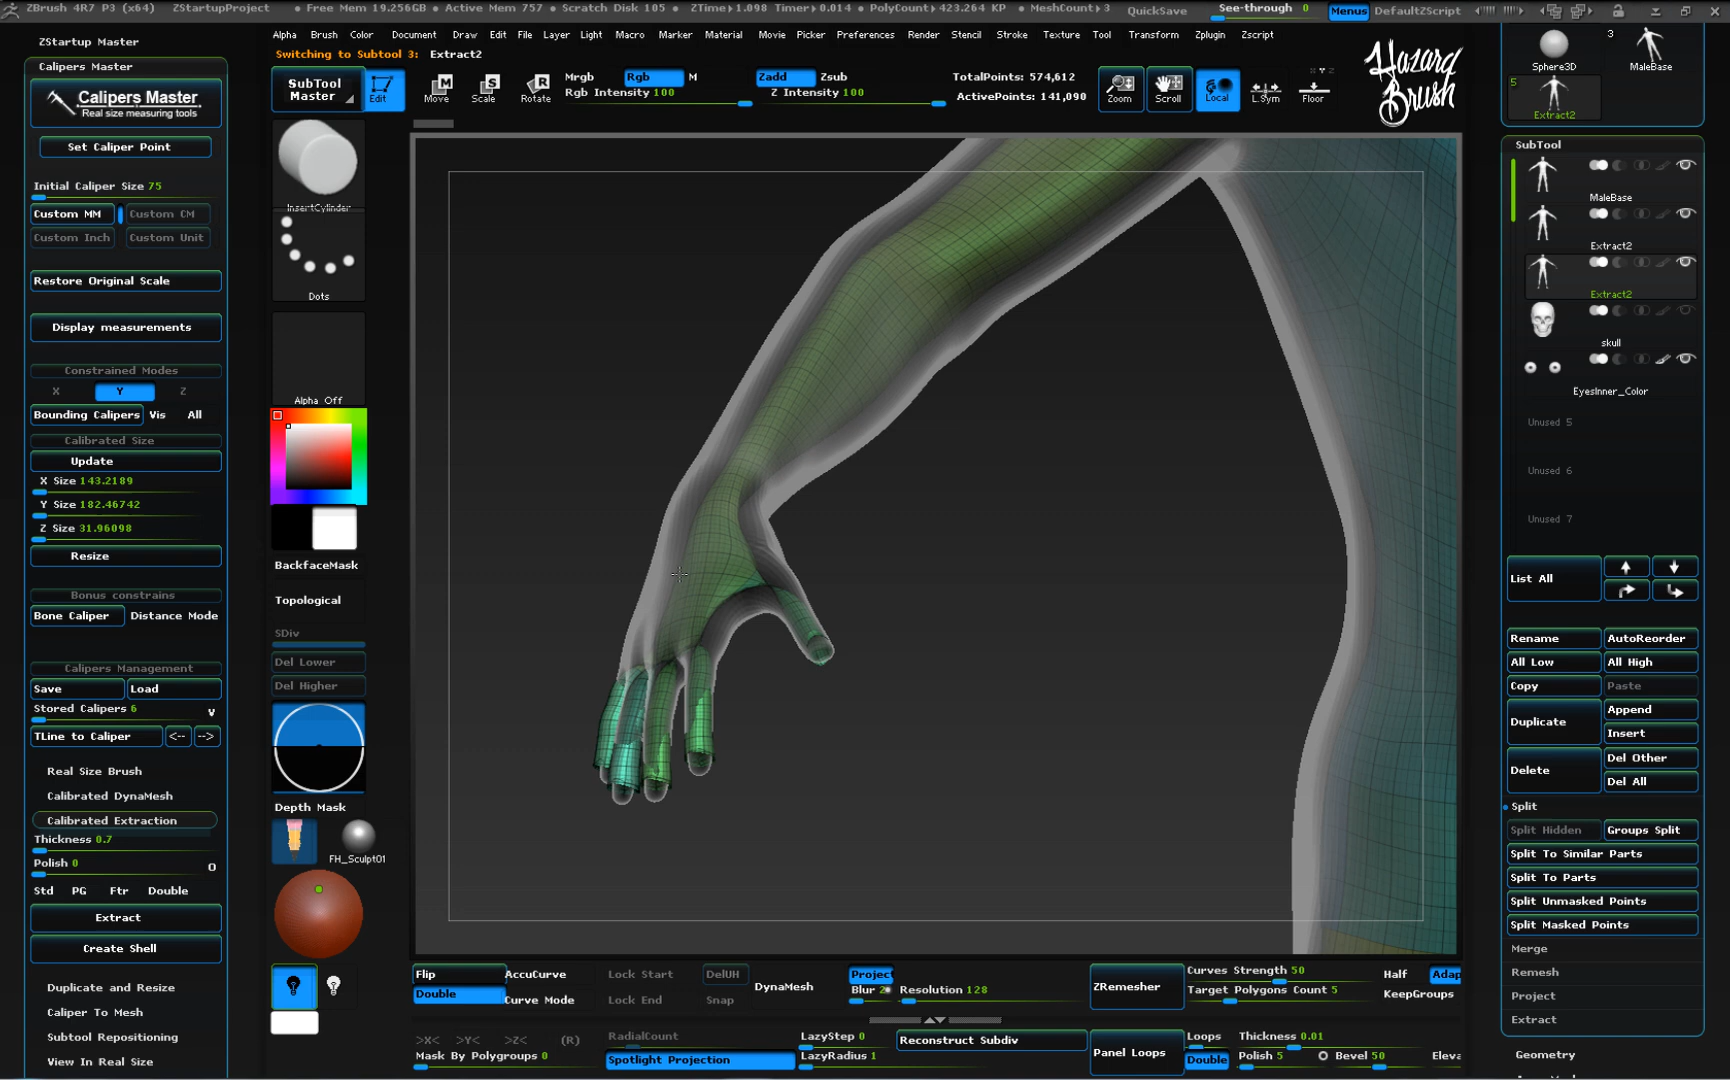 ZBrush 4R7 P3 (x64)
ZStartupProject
• Free Mem 19.256GB • Active Mem 757 • Scratch Disk 105 • ZTime▸1.098 Timer▸0.014 • PolyCount▸423.264 KP • MeshCount▸3
QuickSave
See-through 0
Menus
DefaultZScript
ZStartup Master
Alpha Brush Color Document Draw Edit File Layer Light Macro Marker Material Movie Picker Preferences Render Stencil Stroke Texture Tool Transform Zplugin Zscript
Switching to Subtool 3: Extract2
Calipers Master
Calipers Master
Real size measuring tools
Set Caliper Point
Initial Caliper Size 75
Custom MM
Custom CM
Custom Inch
Custom Unit
Restore Original Scale
Display measurements
Constrained Modes
X Y Z
Bounding Calipers Vis All
Calibrated Size
Update
X Size 143.2189
Y Size 182.46742
Z Size 31.96098
Resize
Bonus constrains
Bone Caliper Distance Mode
Calipers Management
Save Load
Stored Calipers 6
TLine to Caliper <-- -->
Real Size Brush
Calibrated DynaMesh
Calibrated Extraction
Thickness 0.7
Polish 0
Std PG Ftr Double
Extract
Create Shell
Duplicate and Resize
Caliper To Mesh
Subtool Repositioning
View In Real Size
SubTool
Master
Edit
Move
Scale
Rotate
Mrgb Rgb M
Rgb Intensity 100
Zadd Zsub
Z Intensity 100
TotalPoints: 574,612
ActivePoints: 141,090
Zoom
Scroll
Local
L.Sym
Floor
Hazard
Brush
InsertCylinder
Dots
Alpha Off
BackfaceMask
Topological
SDiv
Del Lower
Del Higher
Depth Mask
FH_Sculpt01
Flip
Double
AccuCurve
Curve Mode
Lock Start
Lock End
DelUH
Snap
DynaMesh
Project
Blur 2
Resolution 128
ZRemesher
Curves Strength 50
Target Polygons Count 5
Half
Adap
KeepGroups
>X< >Y< >Z< (R)
Mask By Polygroups 0
RadialCount
Spotlight Projection
LazyStep 0
LazyRadius 1
Reconstruct Subdiv
Panel Loops
Loops
Double
Thickness 0.01
Polish 5
Bevel 50
Eleva
Sphere3D
3
MaleBase
5
Extract2
SubTool
MaleBase
Extract2
Extract2
skull
EyesInner_Color
Unused 5
Unused 6
Unused 7
List All
Rename AutoReorder
All Low All High
Copy Paste
Duplicate
Append
Insert
Delete
Del Other
Del All
Split
Split Hidden Groups Split
Split To Similar Parts
Split To Parts
Split Unmasked Points
Split Masked Points
Merge
Remesh
Project
Extract
Geometry